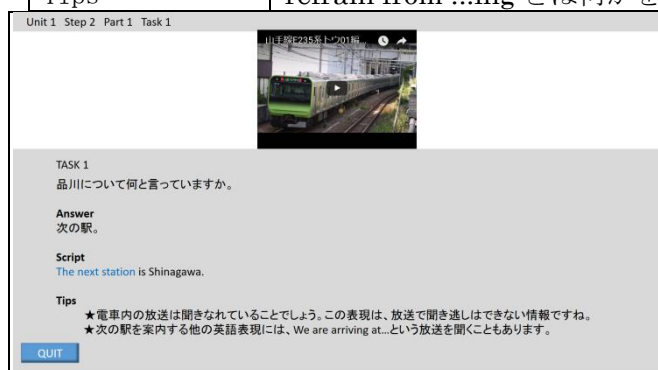 Tips
refrain from ...ing
Unit 1 Step 2 Part 1 Task 1
山手線E235系トウ01編...
TASK 1
品川について何と言っていますか。
Answer
次の駅。
Script
The next station is Shinagawa.
Tips
★電車内の放送は聞きなれていることでしょう。この表現は、放送で聞き逃しはできない情報ですね。
★次の駅を案内する他の英語表現には、We are arriving at...という放送を聞くこともあります。
QUIT